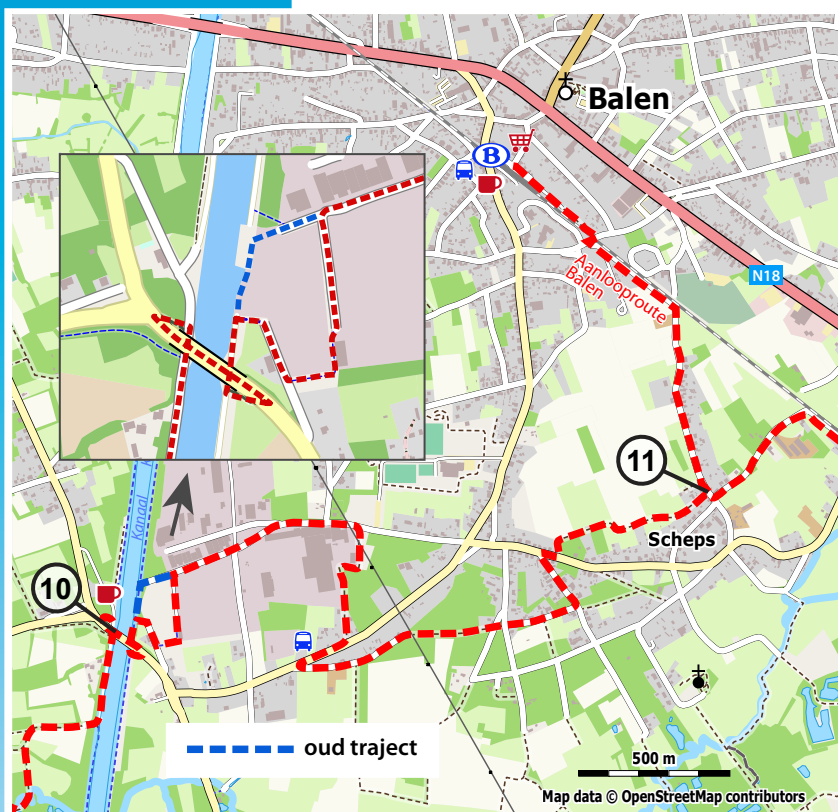 Balen
B
N18
Aanlooproute
Balen
Kanaal
11
Scheps
10
oud traject
500 m
Map data © OpenStreetMap contributors